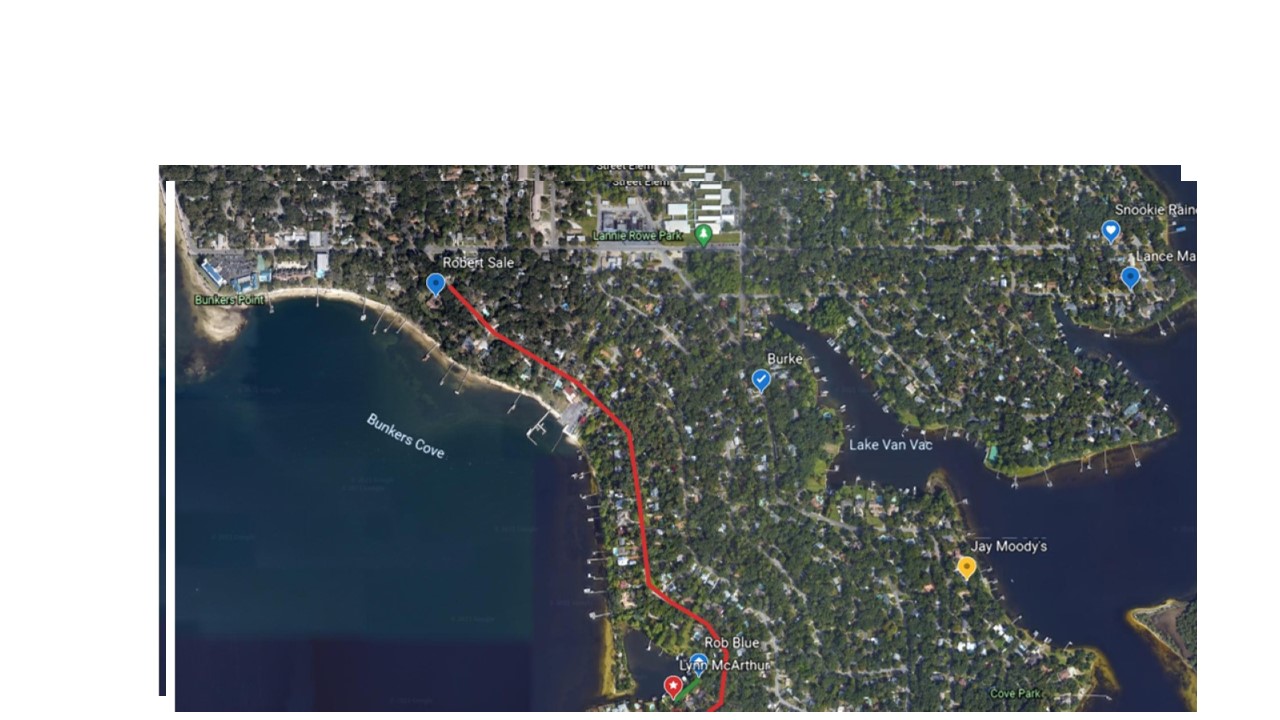 Street Elem
Street Elem
Snookie Raine
Lannie Rowe Park
Lance Ma
Robert Sale
Bunkers Point
Burke
Bunkers Cove
Lake Van Vac
Jay Moody's
Rob Blue
Lynn McArthur
Cove Park